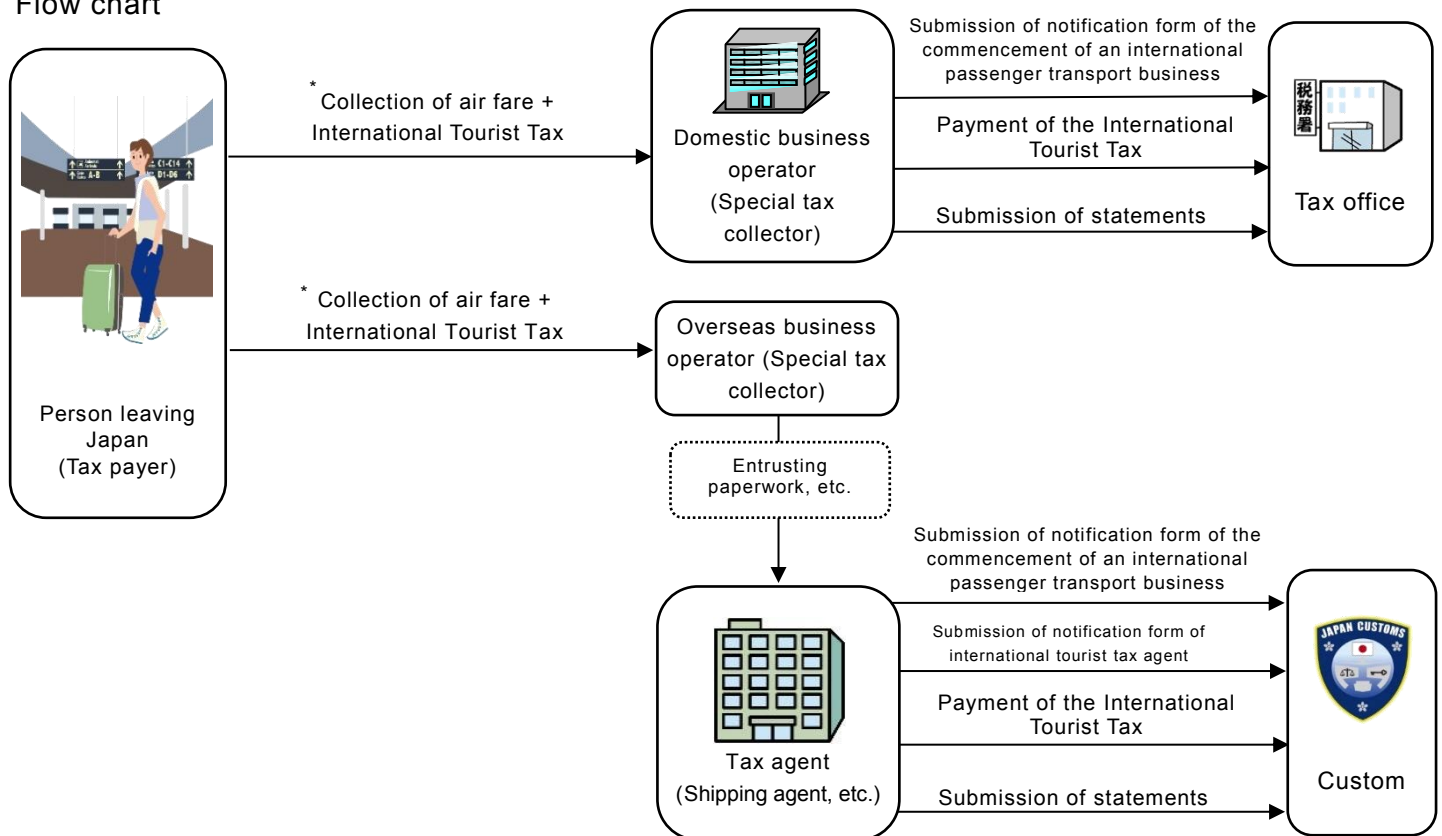 Flow chart
* Collection of air fare +
International Tourist Tax
* Collection of air fare +
International Tourist Tax
C1-C14
A-B
D1-D6
Person leaving
Japan
(Tax payer)
Domestic business
operator
(Special tax
collector)
Submission of notification form of the
commencement of an international
passenger transport business
Payment of the International
Tourist Tax
Submission of statements
税務署
Tax office
Overseas business
operator (Special tax
collector)
Entrusting
paperwork, etc.
Tax agent
(Shipping agent, etc.)
Submission of notification form of the
commencement of an international
passenger transport business
Submission of notification form of
international tourist tax agent
Payment of the International
Tourist Tax
Submission of statements
JAPAN CUSTOMS
Custom